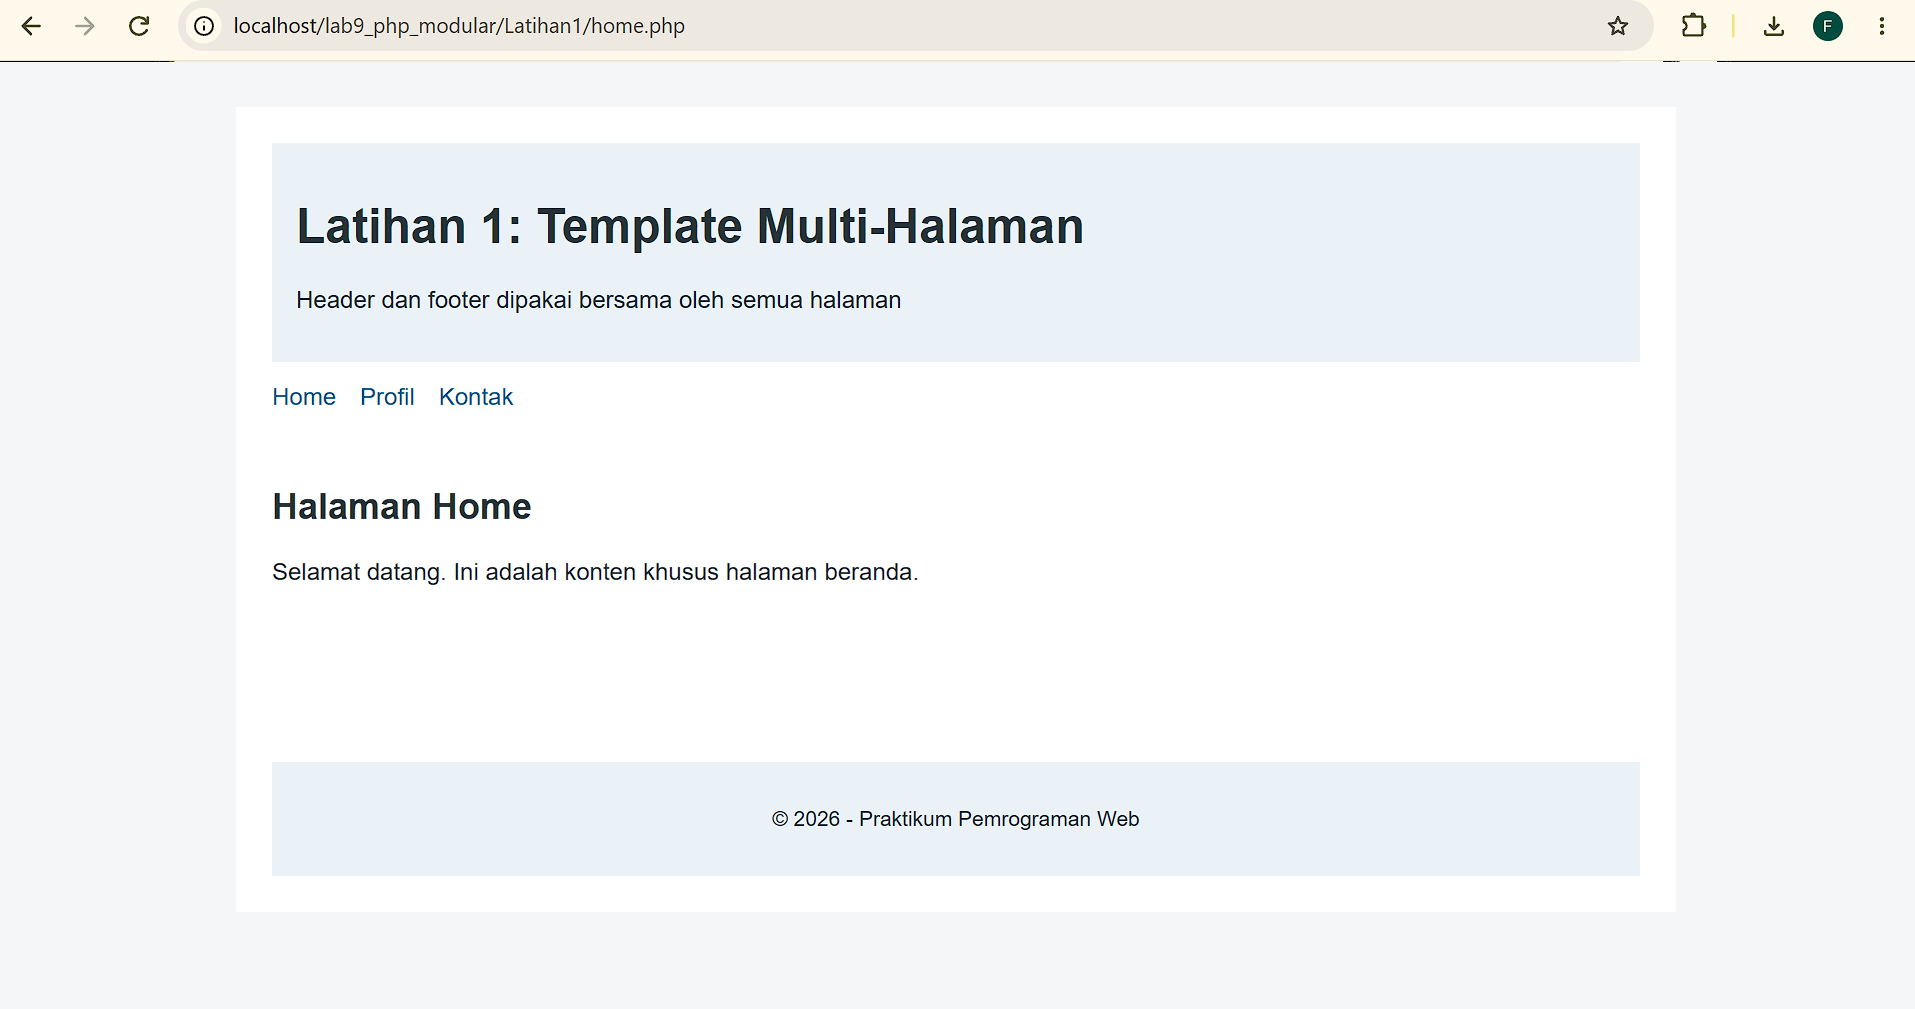 localhost/lab9_php_modular/Latihan1/home.php
F
Latihan 1: Template Multi-Halaman
Header dan footer dipakai bersama oleh semua halaman
Home Profil Kontak
Halaman Home
Selamat datang. Ini adalah konten khusus halaman beranda.
© 2026 - Praktikum Pemrograman Web